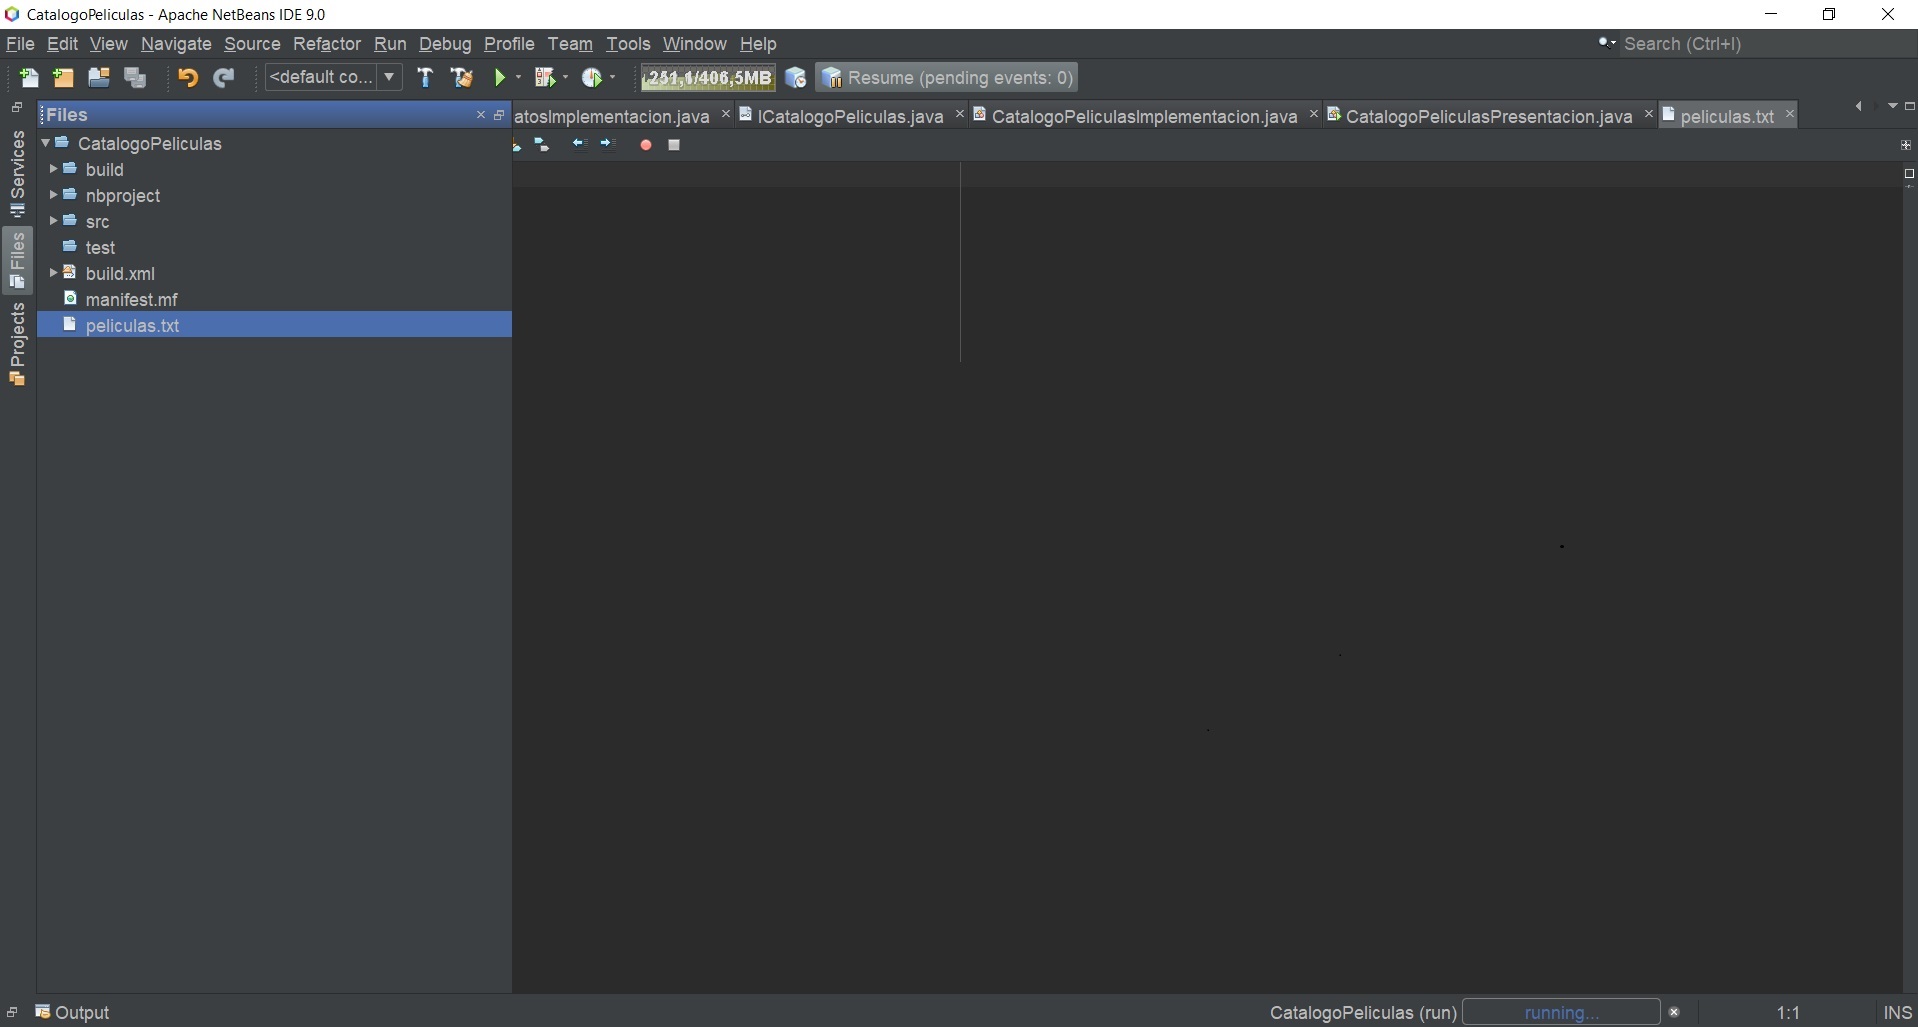 CatalogoPeliculas - Apache NetBeans IDE 9.0
File Edit View Navigate Source Refactor Run Debug Profile Team Tools Window Help
Search (Ctrl+I)
<default co...
251,1/406,5MB
Resume (pending events: 0)
Files
atosImplementacion.java
ICatalogoPeliculas.java
CatalogoPeliculasImplementacion.java
CatalogoPeliculasPresentacion.java
peliculas.txt
Services
Files
Projects
CatalogoPeliculas
build
nbproject
src
test
build.xml
manifest.mf
peliculas.txt
Output
CatalogoPeliculas (run)
running...
1:1
INS